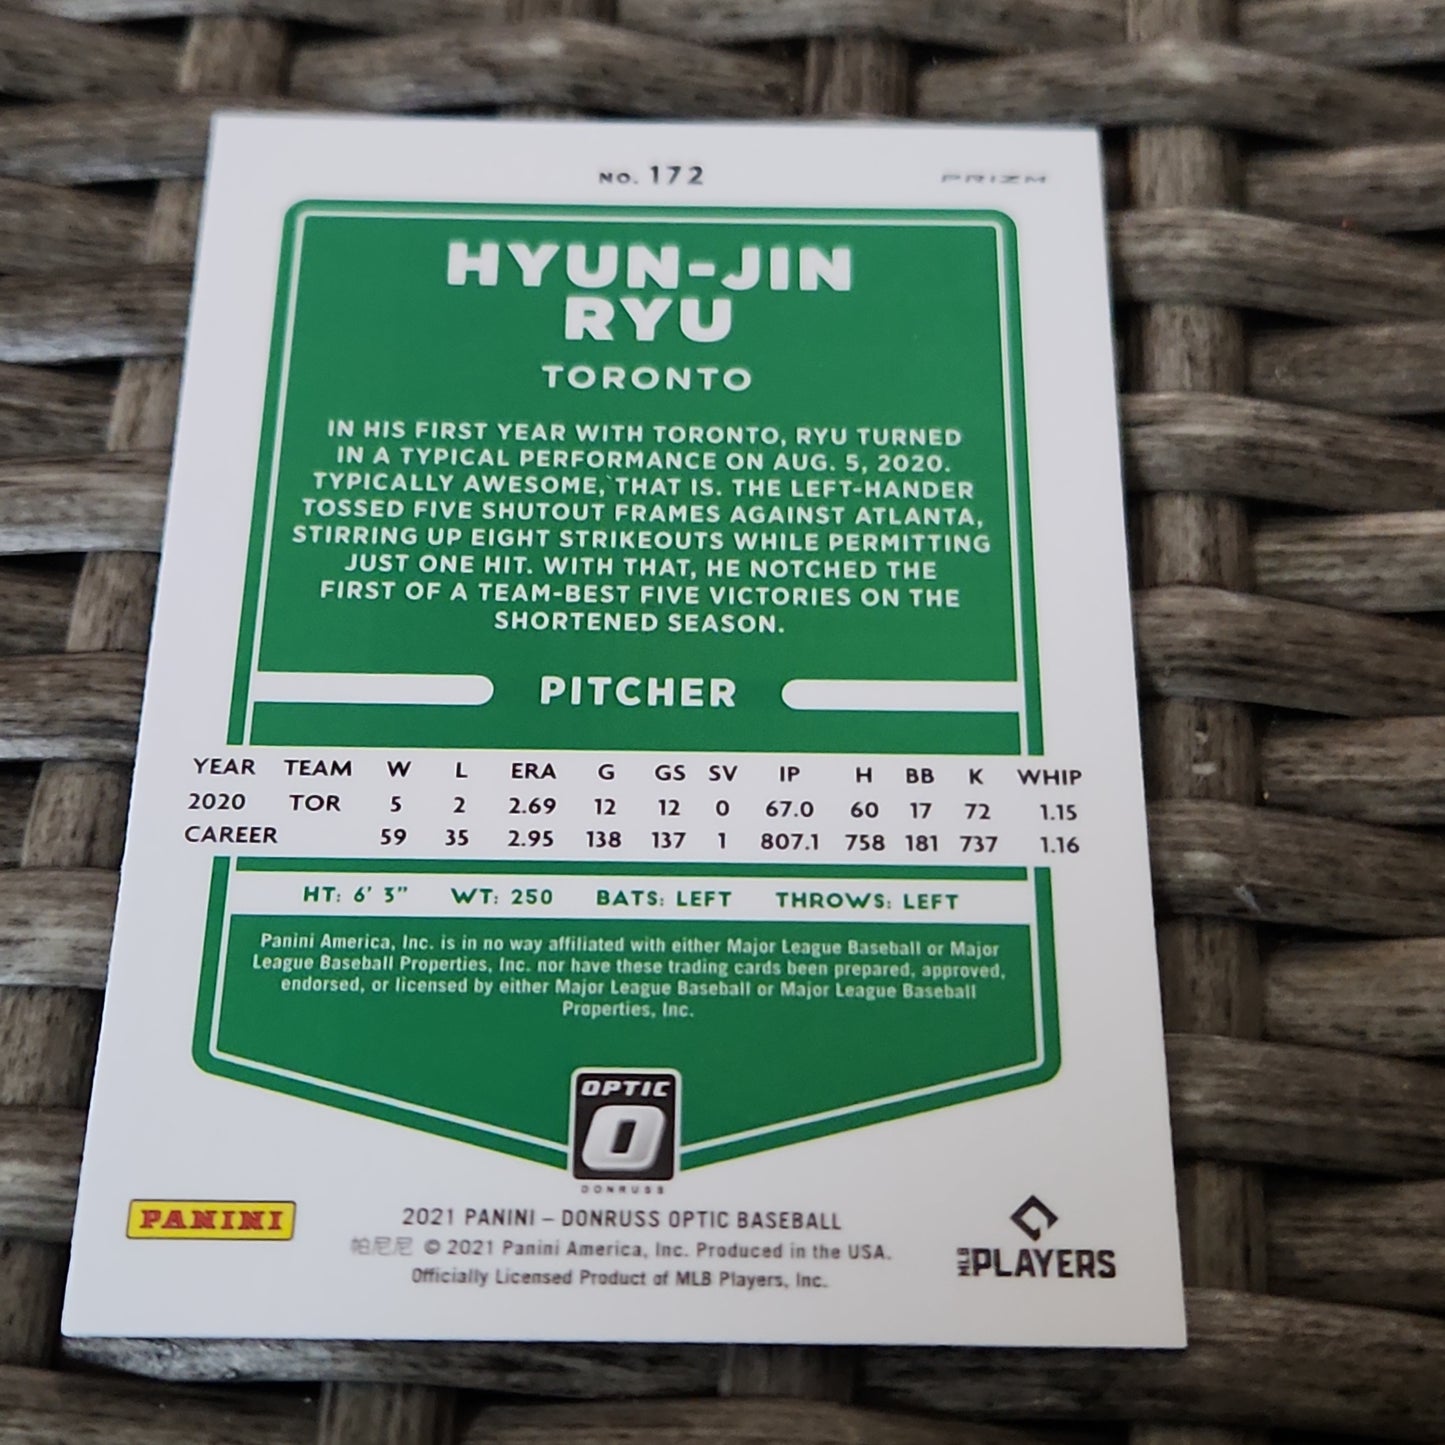 NO. 172
PRIZM
HYUN-JIN
RYU
TORONTO
IN HIS FIRST YEAR WITH TORONTO, RYU TURNED
IN A TYPICAL PERFORMANCE ON AUG. 5, 2020.
TYPICALLY AWESOME, THAT IS. THE LEFT-HANDER
TOSSED FIVE SHUTOUT FRAMES AGAINST ATLANTA,
STIRRING UP EIGHT STRIKEOUTS WHILE PERMITTING
JUST ONE HIT. WITH THAT, HE NOTCHED THE
FIRST OF A TEAM-BEST FIVE VICTORIES ON THE
SHORTENED SEASON.
PITCHER
YEAR TEAM W L ERA G GS SV IP H BB K WHIP
2020 TOR 5 2 2.69 12 12 0 67.0 60 17 72 1.15
CAREER 59 35 2.95 138 137 1 807.1 758 181 737 1.16
HT: 6' 3" WT: 250 BATS: LEFT THROWS: LEFT
Panini America, Inc. is in no way affiliated with either Major League Baseball or Major
League Baseball Properties, Inc. nor have these trading cards been prepared, approved,
endorsed, or licensed by either Major League Baseball or Major League Baseball
Properties, Inc.
OPTIC
O
DONRUSS
PANINI
2021 PANINI – DONRUSS OPTIC BASEBALL
帕尼尼 © 2021 Panini America, Inc. Produced in the USA.
Officially Licensed Product of MLB Players, Inc.
MLB PLAYERS